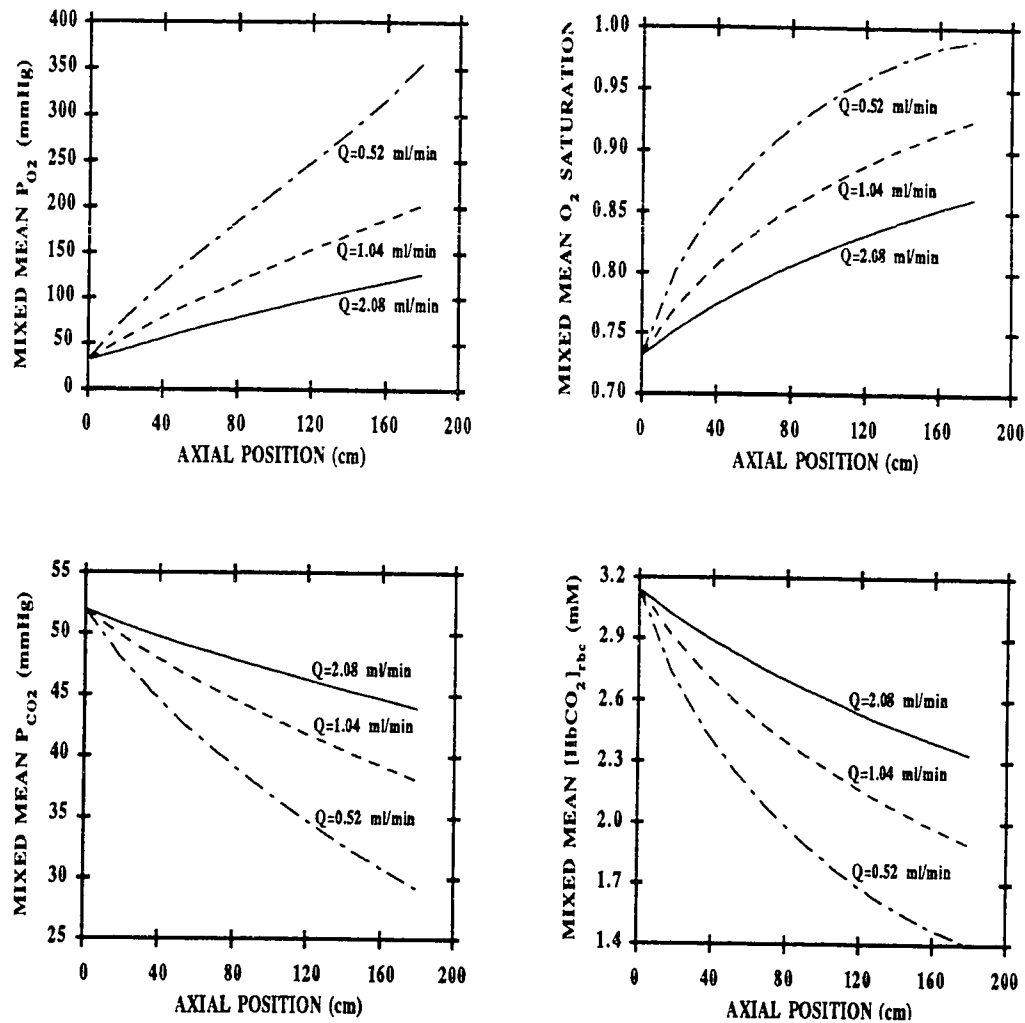 MIXED MEAN P_O2 (mmHg)
400
350
300
250
200
150
100
50
0
Q=0.52 ml/min
Q=1.04 ml/min
Q=2.08 ml/min
0 40 80 120 160 200
AXIAL POSITION (cm)
MIXED MEAN O2 SATURATION
1.00
0.95
0.90
0.85
0.80
0.75
0.70
Q=0.52 ml/min
Q=1.04 ml/min
Q=2.08 ml/min
0 40 80 120 160 200
AXIAL POSITION (cm)
MIXED MEAN P_CO2 (mmHg)
55
50
45
40
35
30
25
Q=2.08 ml/min
Q=1.04 ml/min
Q=0.52 ml/min
0 40 80 120 160 200
AXIAL POSITION (cm)
MIXED MEAN [HbCO2]rbc (mM)
3.2
2.9
2.6
2.3
2.0
1.7
1.4
Q=2.08 ml/min
Q=1.04 ml/min
Q=0.52 ml/min
0 40 80 120 160 200
AXIAL POSITION (cm)